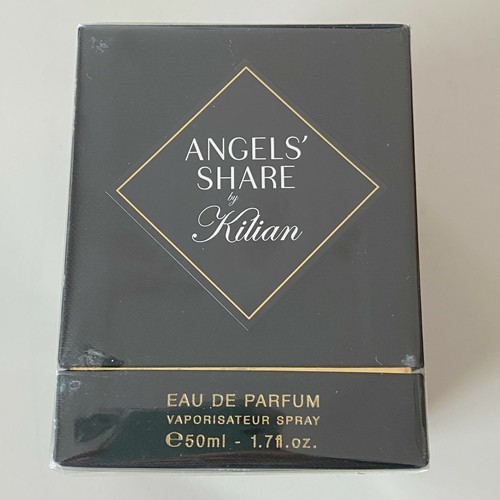 ANGELS'
SHARE
by
Kilian
EAU DE PARFUM
VAPORISATEUR SPRAY
℮50ml - 1.7fl.oz.